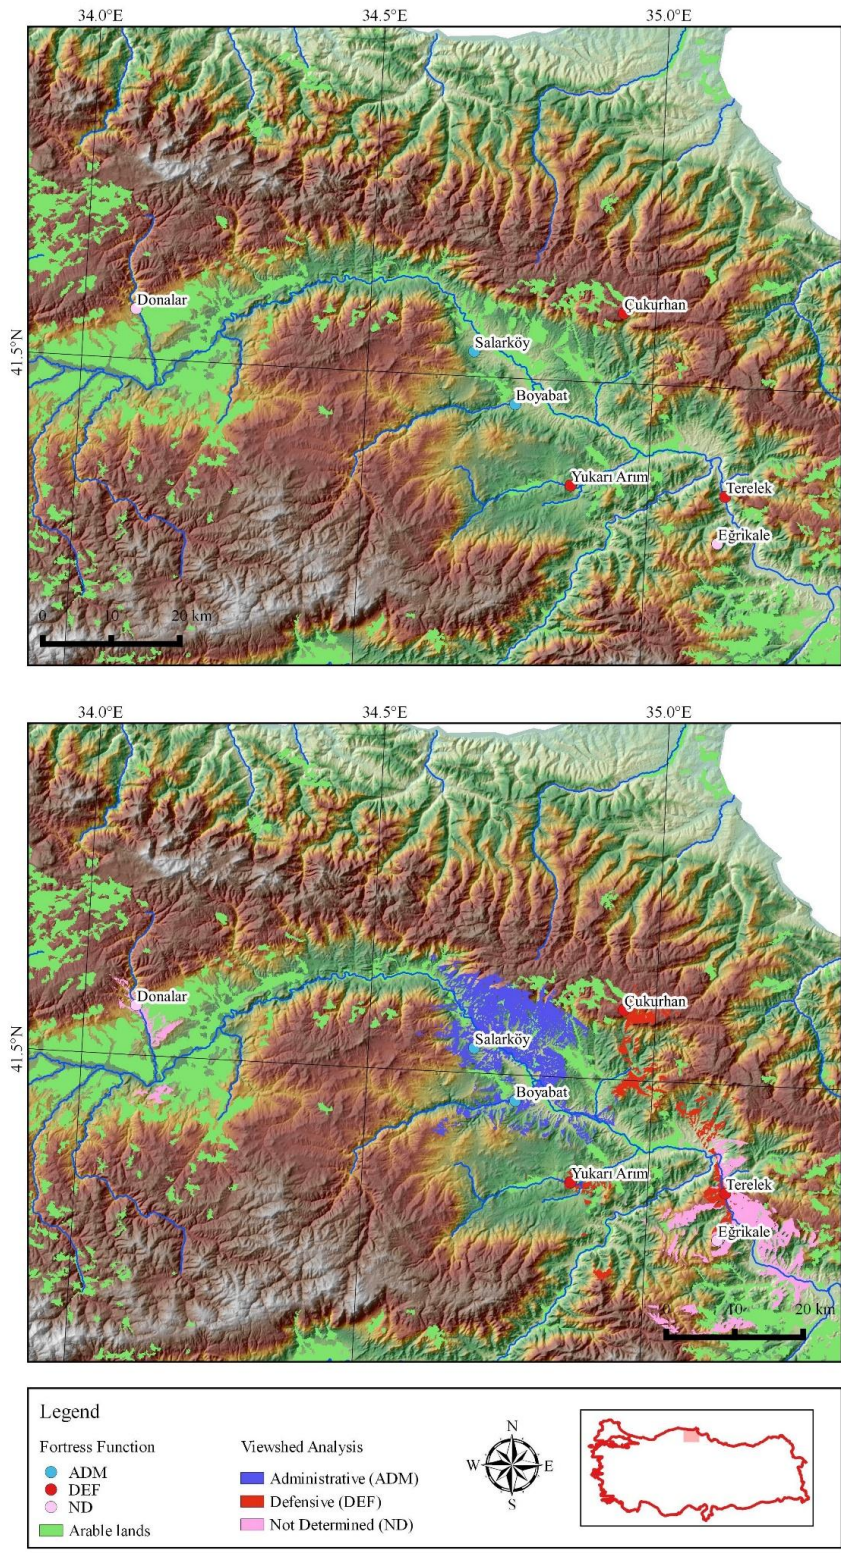 34.0°E 34.5°E 35.0°E
Donalar
Çukurhan
41.5°N
Salarköy
Boyabat
Yukarı Arım
Terelek
Eğrikale
0 10 20 km
34.0°E 34.5°E 35.0°E
Donalar
Çukurhan
41.5°N
Salarköy
Boyabat
Yukarı Arım
Terelek
Eğrikale
0 10 20 km
Legend
Fortress Function
ADM
DEF
ND
Arable lands
Viewshed Analysis
Administrative (ADM)
Defensive (DEF)
Not Determined (ND)
N
W E
S